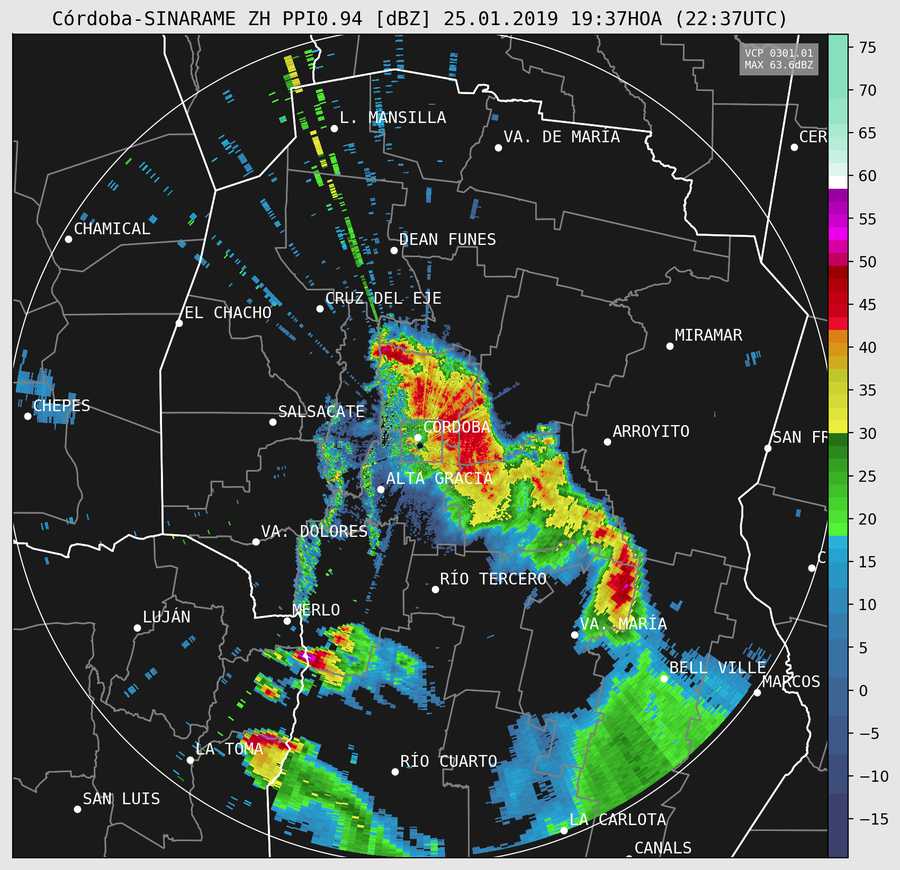 Córdoba-SINARAME ZH PPI0.94 [dBZ] 25.01.2019 19:37HOA (22:37UTC)
VCP 0301.01
MAX 63.6dBZ
75
70
65
60
55
50
45
40
35
30
25
20
15
10
5
0
−5
−10
−15
L. MANSILLA
VA. DE MARÍA
CER
CHAMICAL
DEAN FUNES
CRUZ DEL EJE
EL CHACHO
MIRAMAR
CHEPES
SALSACATE
CÓRDOBA
ARROYITO
SAN FR
ALTA GRACIA
VA. DOLORES
C
RÍO TERCERO
MERLO
LUJÁN
VA. MARÍA
BELL VILLE
MARCOS
LA TOMA
RÍO CUARTO
SAN LUIS
LA CARLOTA
CANALS